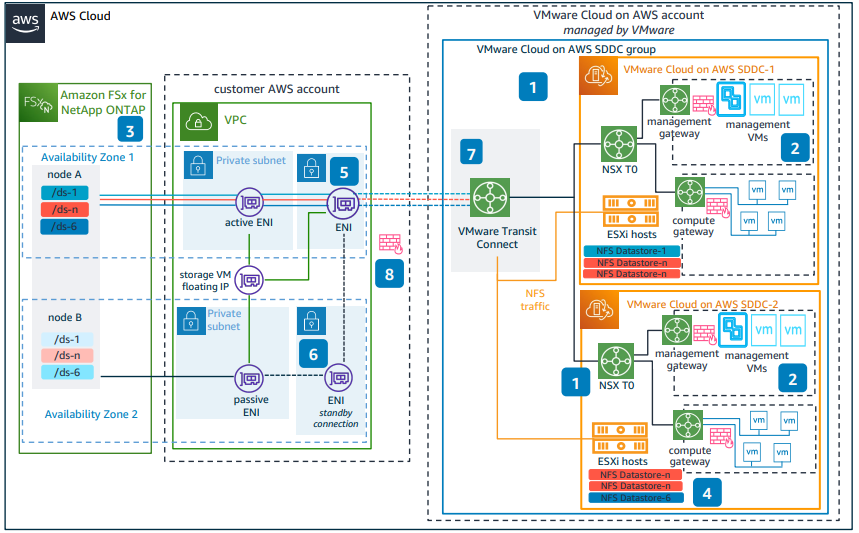 aws
AWS Cloud
VMware Cloud on AWS account
managed by VMware
VMware Cloud on AWS SDDC group
1
VMware Cloud on AWS SDDC-1
management
gateway
vm
vm
management
VMs
2
NSX T0
ESXi hosts
compute
gateway
vm
vm
vm
vm
NFS Datastore-1
NFS Datastore-n
NFS Datastore-n
FSx
N
Amazon FSx for
NetApp ONTAP
3
customer AWS account
VPC
Availability Zone 1
node A
/ds-1
/ds-n
/ds-6
Private subnet
5
active ENI
ENI
7
VMware Transit
Connect
8
storage VM
floating IP
NFS
traffic
node B
/ds-1
/ds-n
/ds-6
Private
subnet
6
passive
ENI
ENI
standby
connection
Availability Zone 2
VMware Cloud on AWS SDDC-2
management
gateway
vm
vm
management
VMs
2
NSX T0
1
ESXi hosts
compute
gateway
vm
vm
vm
vm
NFS Datastore-n
NFS Datastore-n
NFS Datastore-6
4